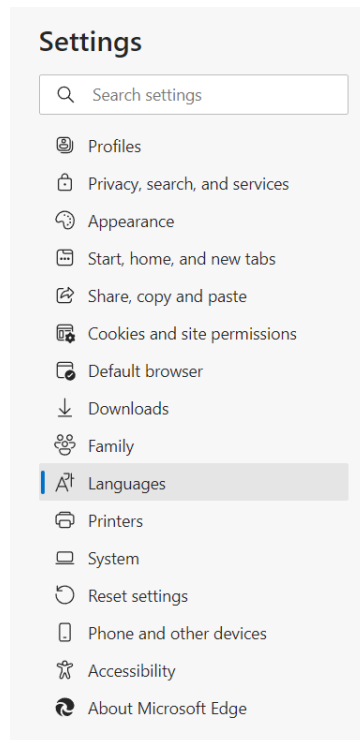 Settings
Search settings
Profiles
Privacy, search, and services
Appearance
Start, home, and new tabs
Share, copy and paste
Cookies and site permissions
Default browser
Downloads
Family
Languages
Printers
System
Reset settings
Phone and other devices
Accessibility
About Microsoft Edge